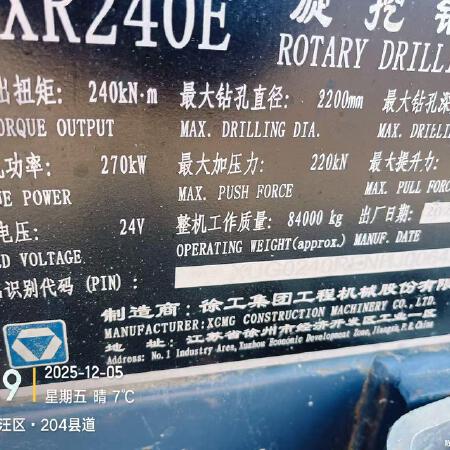 XR240E 旋挖
ROTARY DRILLI
出扭矩: 240kN·m 最大钻孔直径: 2200mm 最大钻孔深
TORQUE OUTPUT MAX. DRILLING DIA. MAX. DRILLI
功率: 270kW 最大加压力: 220kN 最大提升力:
POWER MAX. PUSH FORCE MAX. PULL FORCE
电压: 24V 整机工作质量: 84000 kg 出厂日期: 202
ED VOLTAGE OPERATING WEIGHT(approx.) MANUF. DATE
识别代码 (PIN):
制造商: 徐工集团工程机械股份有限
MANUFACTURER:XCMG CONSTRUCTION MACHINERY CO., LTD.
地 址: 江苏省徐州市经济开发区工业一区
Address: No.1 Industry Area, Xuzhou Economic Development Zone, Jiangsu, P.R.China
9 2025-12-05
星期五 晴 7℃
汪区·204县道